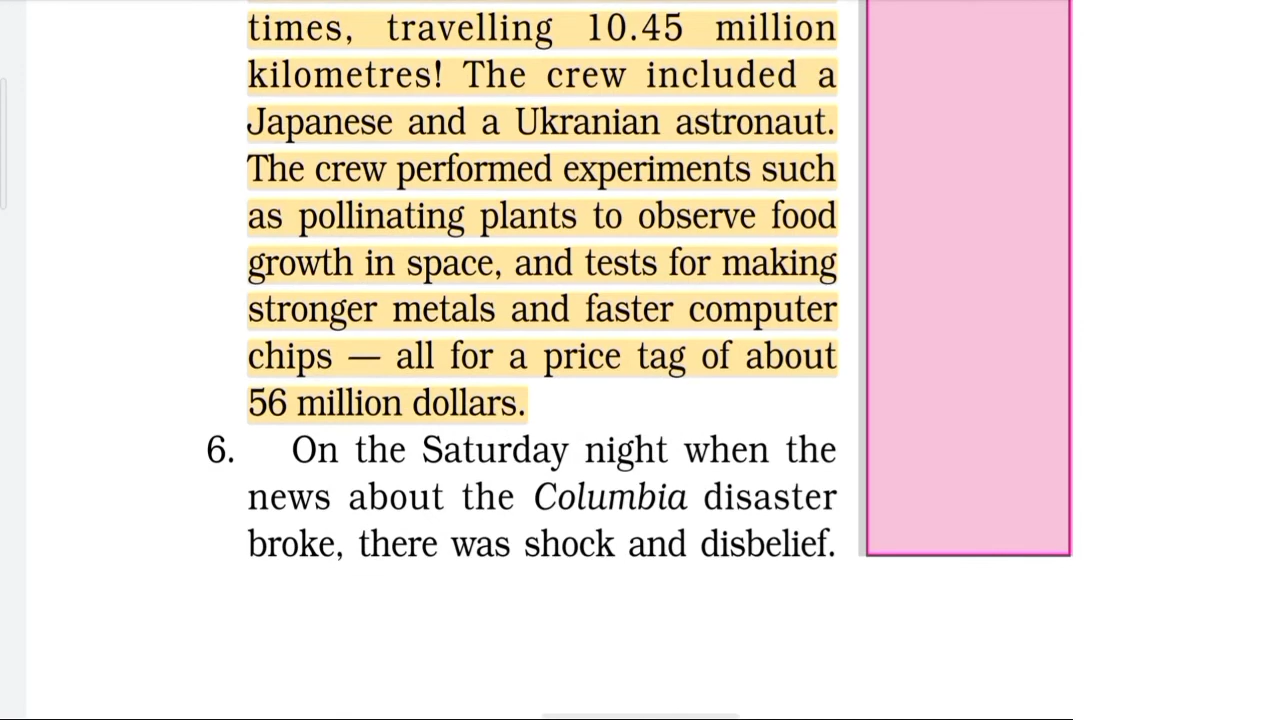 times, travelling 10.45 million
kilometres! The crew included a
Japanese and a Ukranian astronaut.
The crew performed experiments such
as pollinating plants to observe food
growth in space, and tests for making
stronger metals and faster computer
chips — all for a price tag of about
56 million dollars.
6. On the Saturday night when the
news about the Columbia disaster
broke, there was shock and disbelief.